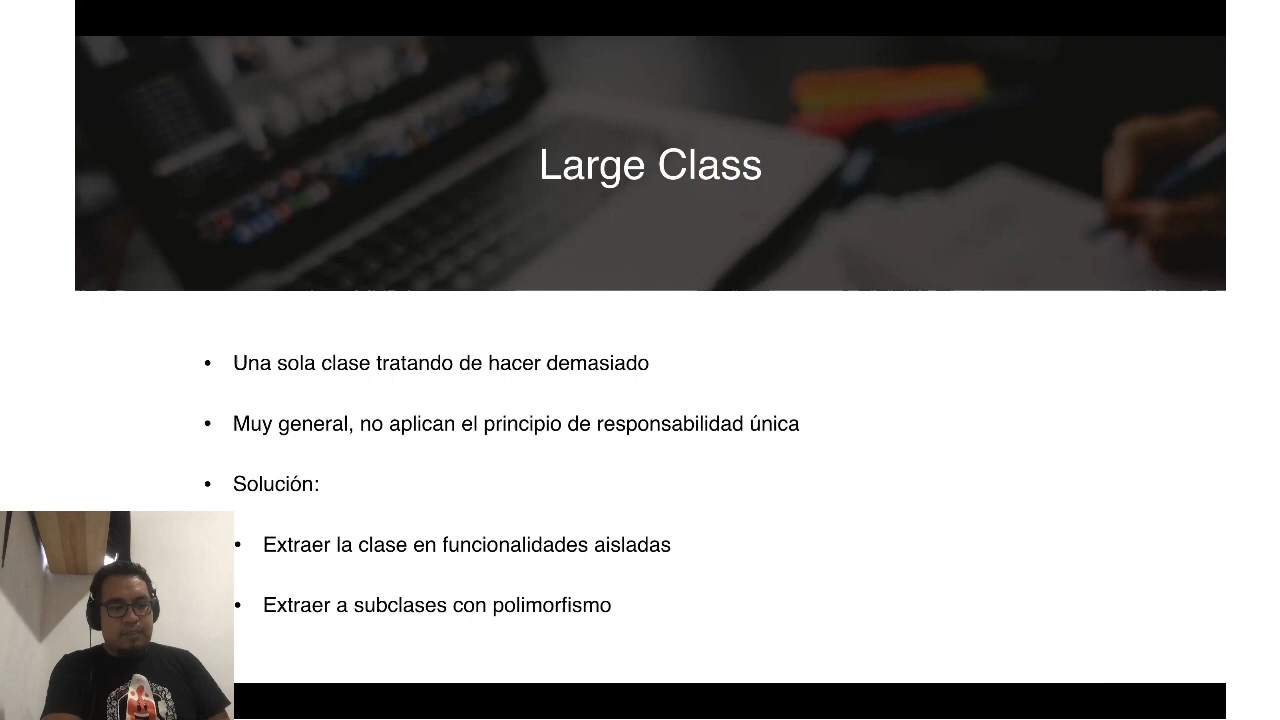 Large Class
• Una sola clase tratando de hacer demasiado
• Muy general, no aplican el principio de responsabilidad única
• Solución:
• Extraer la clase en funcionalidades aisladas
• Extraer a subclases con polimorfismo